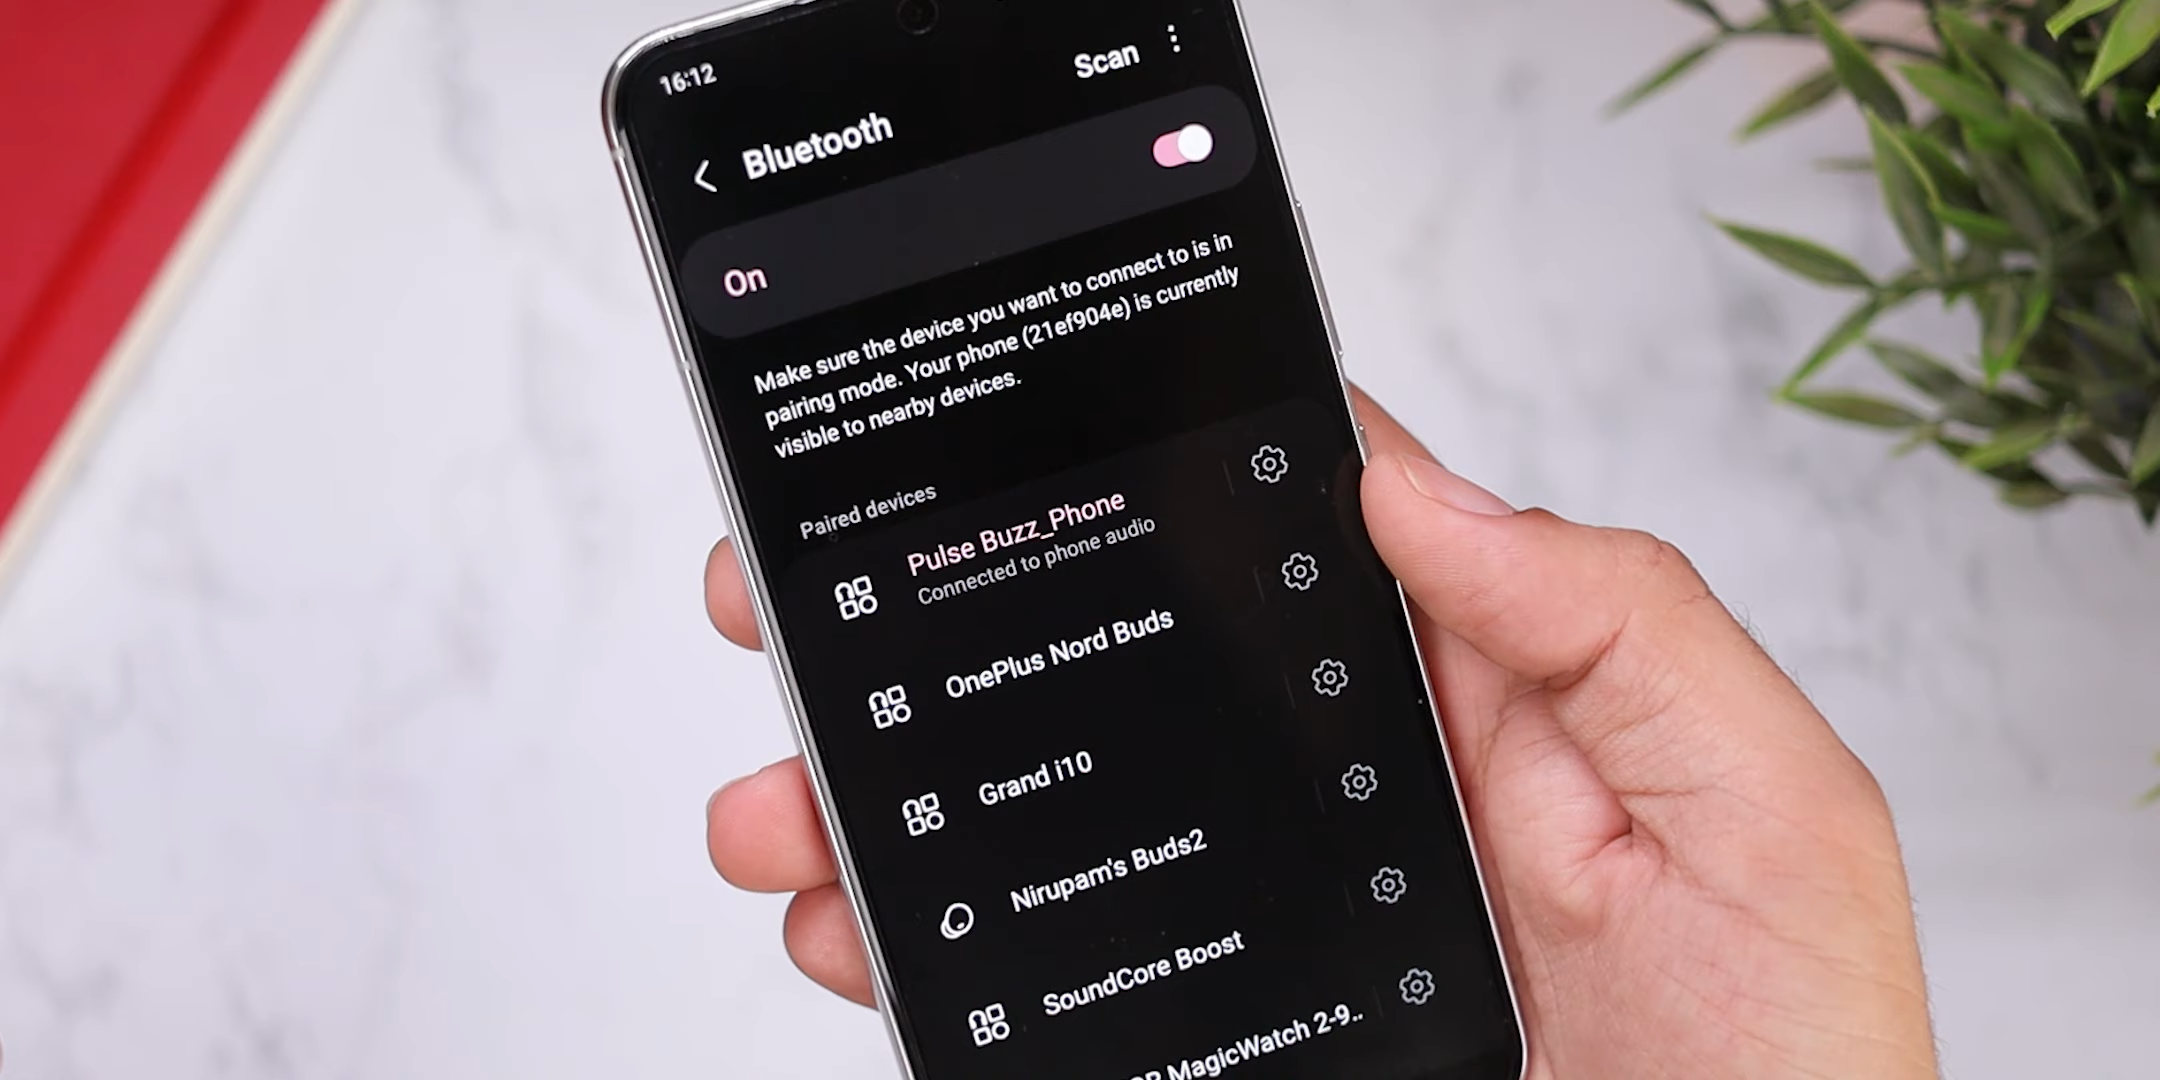 16:12
Scan
Bluetooth
On
Make sure the device you want to connect to is in
pairing mode. Your phone (21ef904e) is currently
visible to nearby devices.
Paired devices
Pulse Buzz_Phone
Connected to phone audio
OnePlus Nord Buds
Grand i10
Nirupam's Buds2
SoundCore Boost
MagicWatch 2-9..